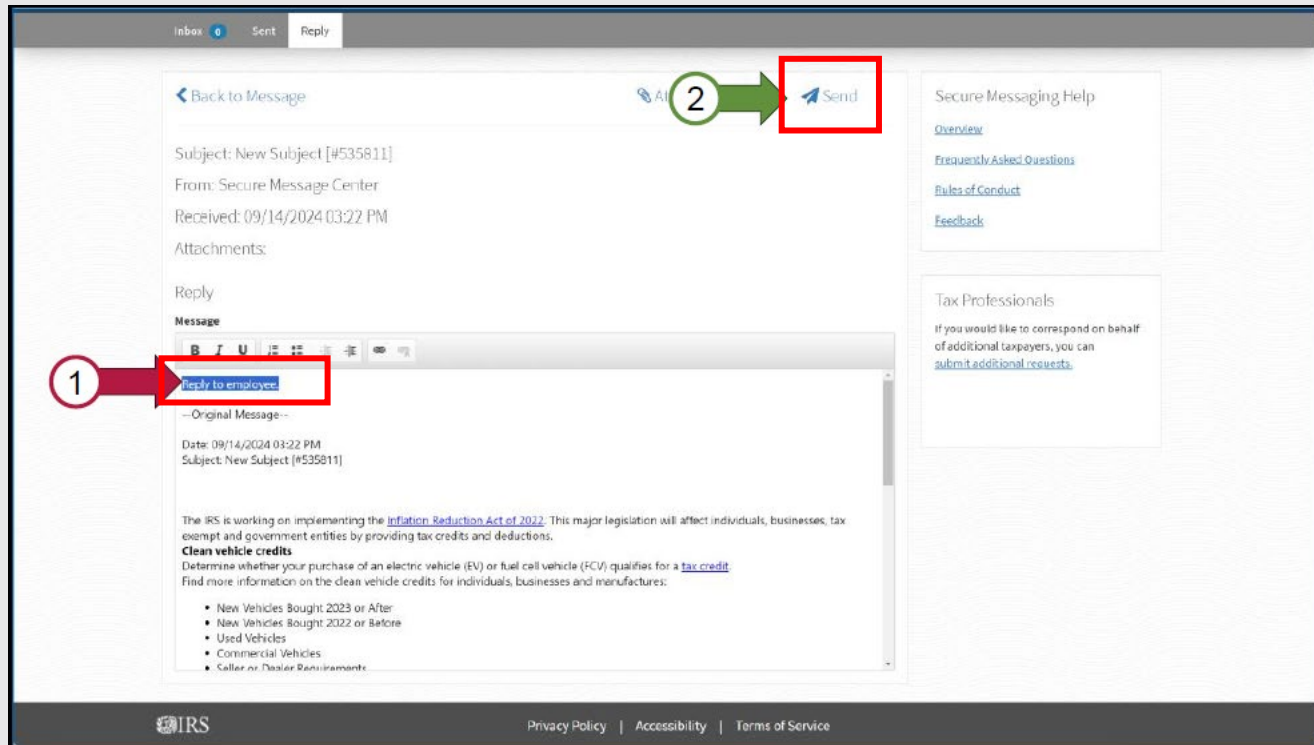 Inbox 0 Sent Reply
Back to Message
2
Send
Subject: New Subject [#535811]
From: Secure Message Center
Received: 09/14/2024 03:22 PM
Attachments:
Reply
Message
B I U
1
Reply to employee.
--Original Message--
Date: 09/14/2024 03:22 PM
Subject: New Subject [#535811]
The IRS is working on implementing the Inflation Reduction Act of 2022. This major legislation will affect individuals, businesses, tax
exempt and government entities by providing tax credits and deductions.
Clean vehicle credits
Determine whether your purchase of an electric vehicle (EV) or fuel cell vehicle (FCV) qualifies for a tax credit.
Find more information on the clean vehicle credits for individuals, businesses and manufactures:
• New Vehicles Bought 2023 or After
• New Vehicles Bought 2022 or Before
• Used Vehicles
• Commercial Vehicles
• Seller or Dealer Requirements
Secure Messaging Help
Overview
Frequently Asked Questions
Rules of Conduct
Feedback
Tax Professionals
If you would like to correspond on behalf
of additional taxpayers, you can
submit additional requests.
IRS
Privacy Policy | Accessibility | Terms of Service